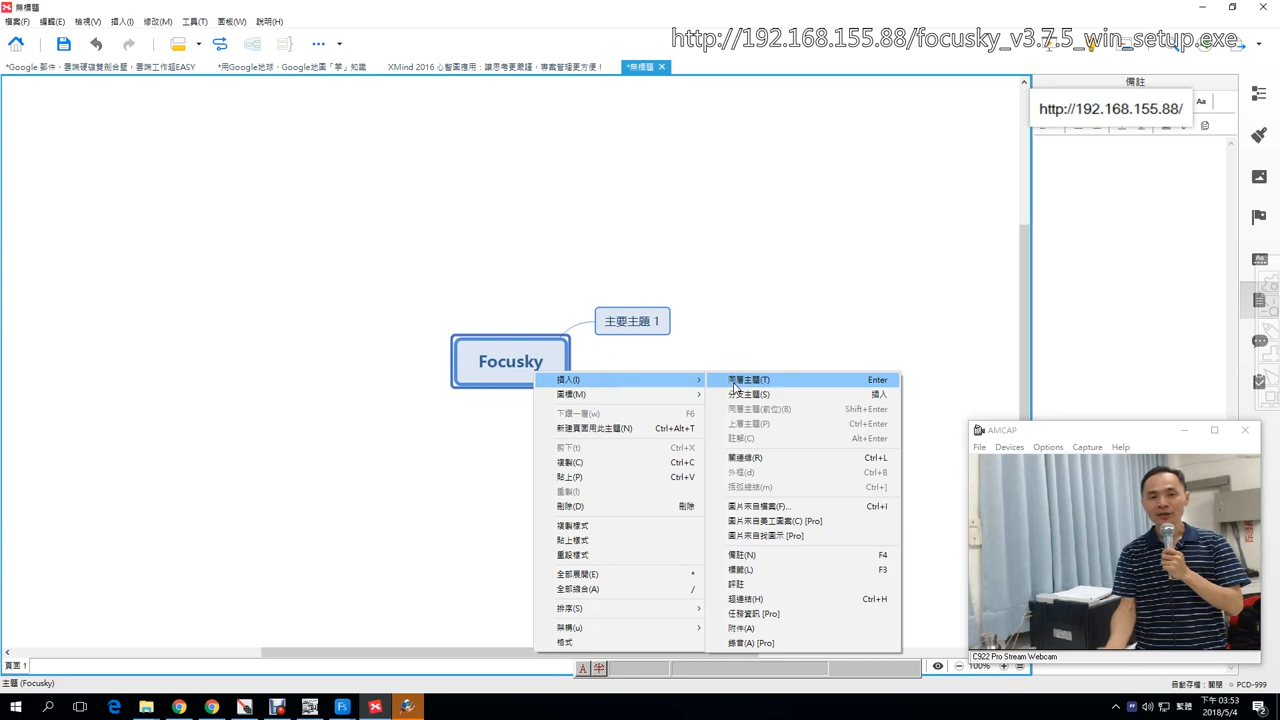 無標題
檔案(F) 編輯(E) 檢視(V) 插入(I) 修改(M) 工具(T) 面板(W) 說明(H)
http://192.168.155.88/focusky_v3.7.5_win_setup.exe
*Google 郵件、雲端硬碟雙劍合璧，雲端工作超EASY
*用Google地球、Google地圖「掌」知識
XMind 2016 心智圖應用：讓思考更嚴謹，專案管理更方便！
*無標題
備註
Aa
http://192.168.155.88/
主要主題 1
Focusky
插入(I)
圖標(M)
下鑽一層(w) F6
新建頁面用此主題(N) Ctrl+Alt+T
剪下(t) Ctrl+X
複製(C) Ctrl+C
貼上(P) Ctrl+V
重製(I)
刪除(D) 刪除
複製樣式
貼上樣式
重設樣式
全部展開(E) *
全部縮合(A) /
排序(S)
架構(u)
格式
同層主題(T) Enter
分支主題(S) 插入
同層主題(前位)(B) Shift+Enter
上層主題(P) Ctrl+Enter
註解(C) Alt+Enter
關連線(R) Ctrl+L
外框(d) Ctrl+B
括弧總結(m) Ctrl+]
圖片來自檔案(F)... Ctrl+I
圖片來自美工圖案(C) [Pro]
圖片來自找圖示 [Pro]
備註(N) F4
標籤(L) F3
評註
超連結(H) Ctrl+H
任務資訊 [Pro]
附件(A)
錄音(A) [Pro]
AMCAP
File Devices Options Capture Help
C922 Pro Stream Webcam
頁面 1
A 半
100%
主題 (Focusky)
自動存檔：關閉 PCD-999
繁體
下午 03:53
2018/5/4
2